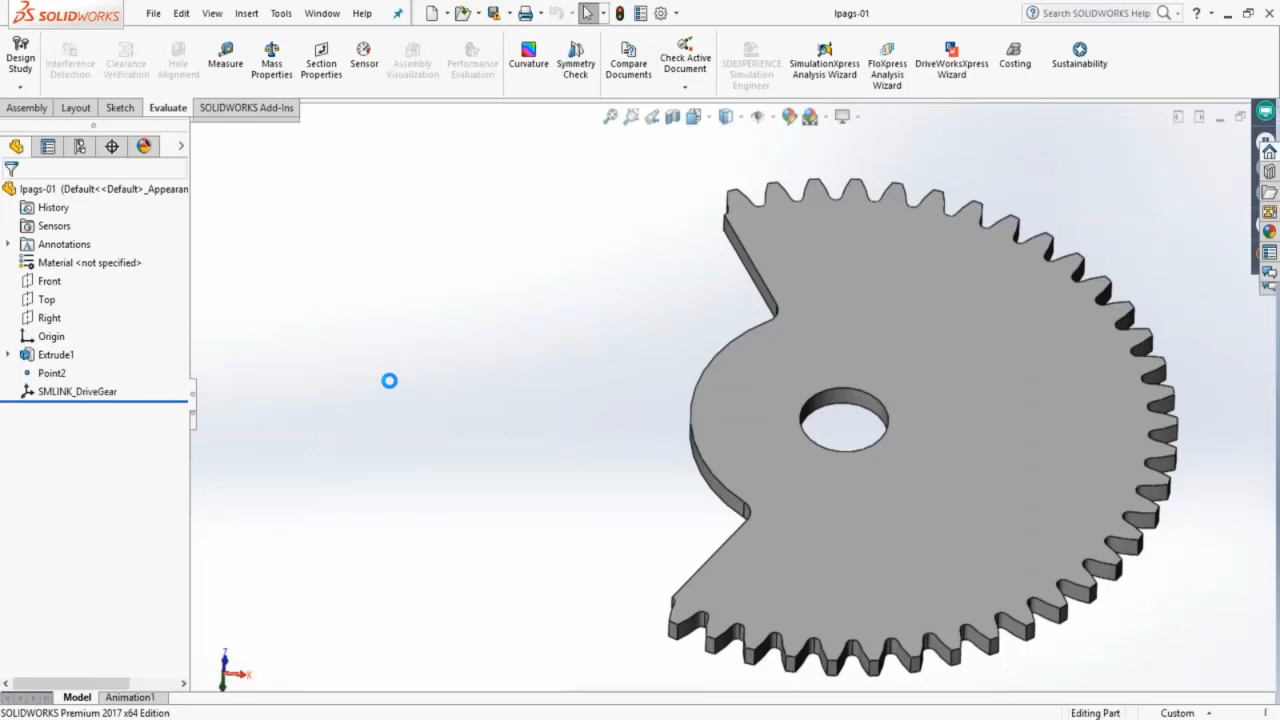 SOLIDWORKS File Edit View Insert Tools Window Help lpags-01 Search SOLIDWORKS Help
Design Study
Interference Detection
Clearance Verification
Hole Alignment
Measure
Mass Properties
Section Properties
Sensor
Assembly Visualization
Performance Evaluation
Curvature
Symmetry Check
Compare Documents
Check Active Document
3DEXPERIENCE Simulation Engineer
SimulationXpress Analysis Wizard
FloXpress Analysis Wizard
DriveWorksXpress Wizard
Costing
Sustainability
Assembly Layout Sketch Evaluate SOLIDWORKS Add-Ins
lpags-01 (Default<<Default>_Appearan
History
Sensors
Annotations
Material <not specified>
Front
Top
Right
Origin
Extrude1
Point2
SMLINK_DriveGear
Z
X
Model Animation1
SOLIDWORKS Premium 2017 x64 Edition Editing Part Custom